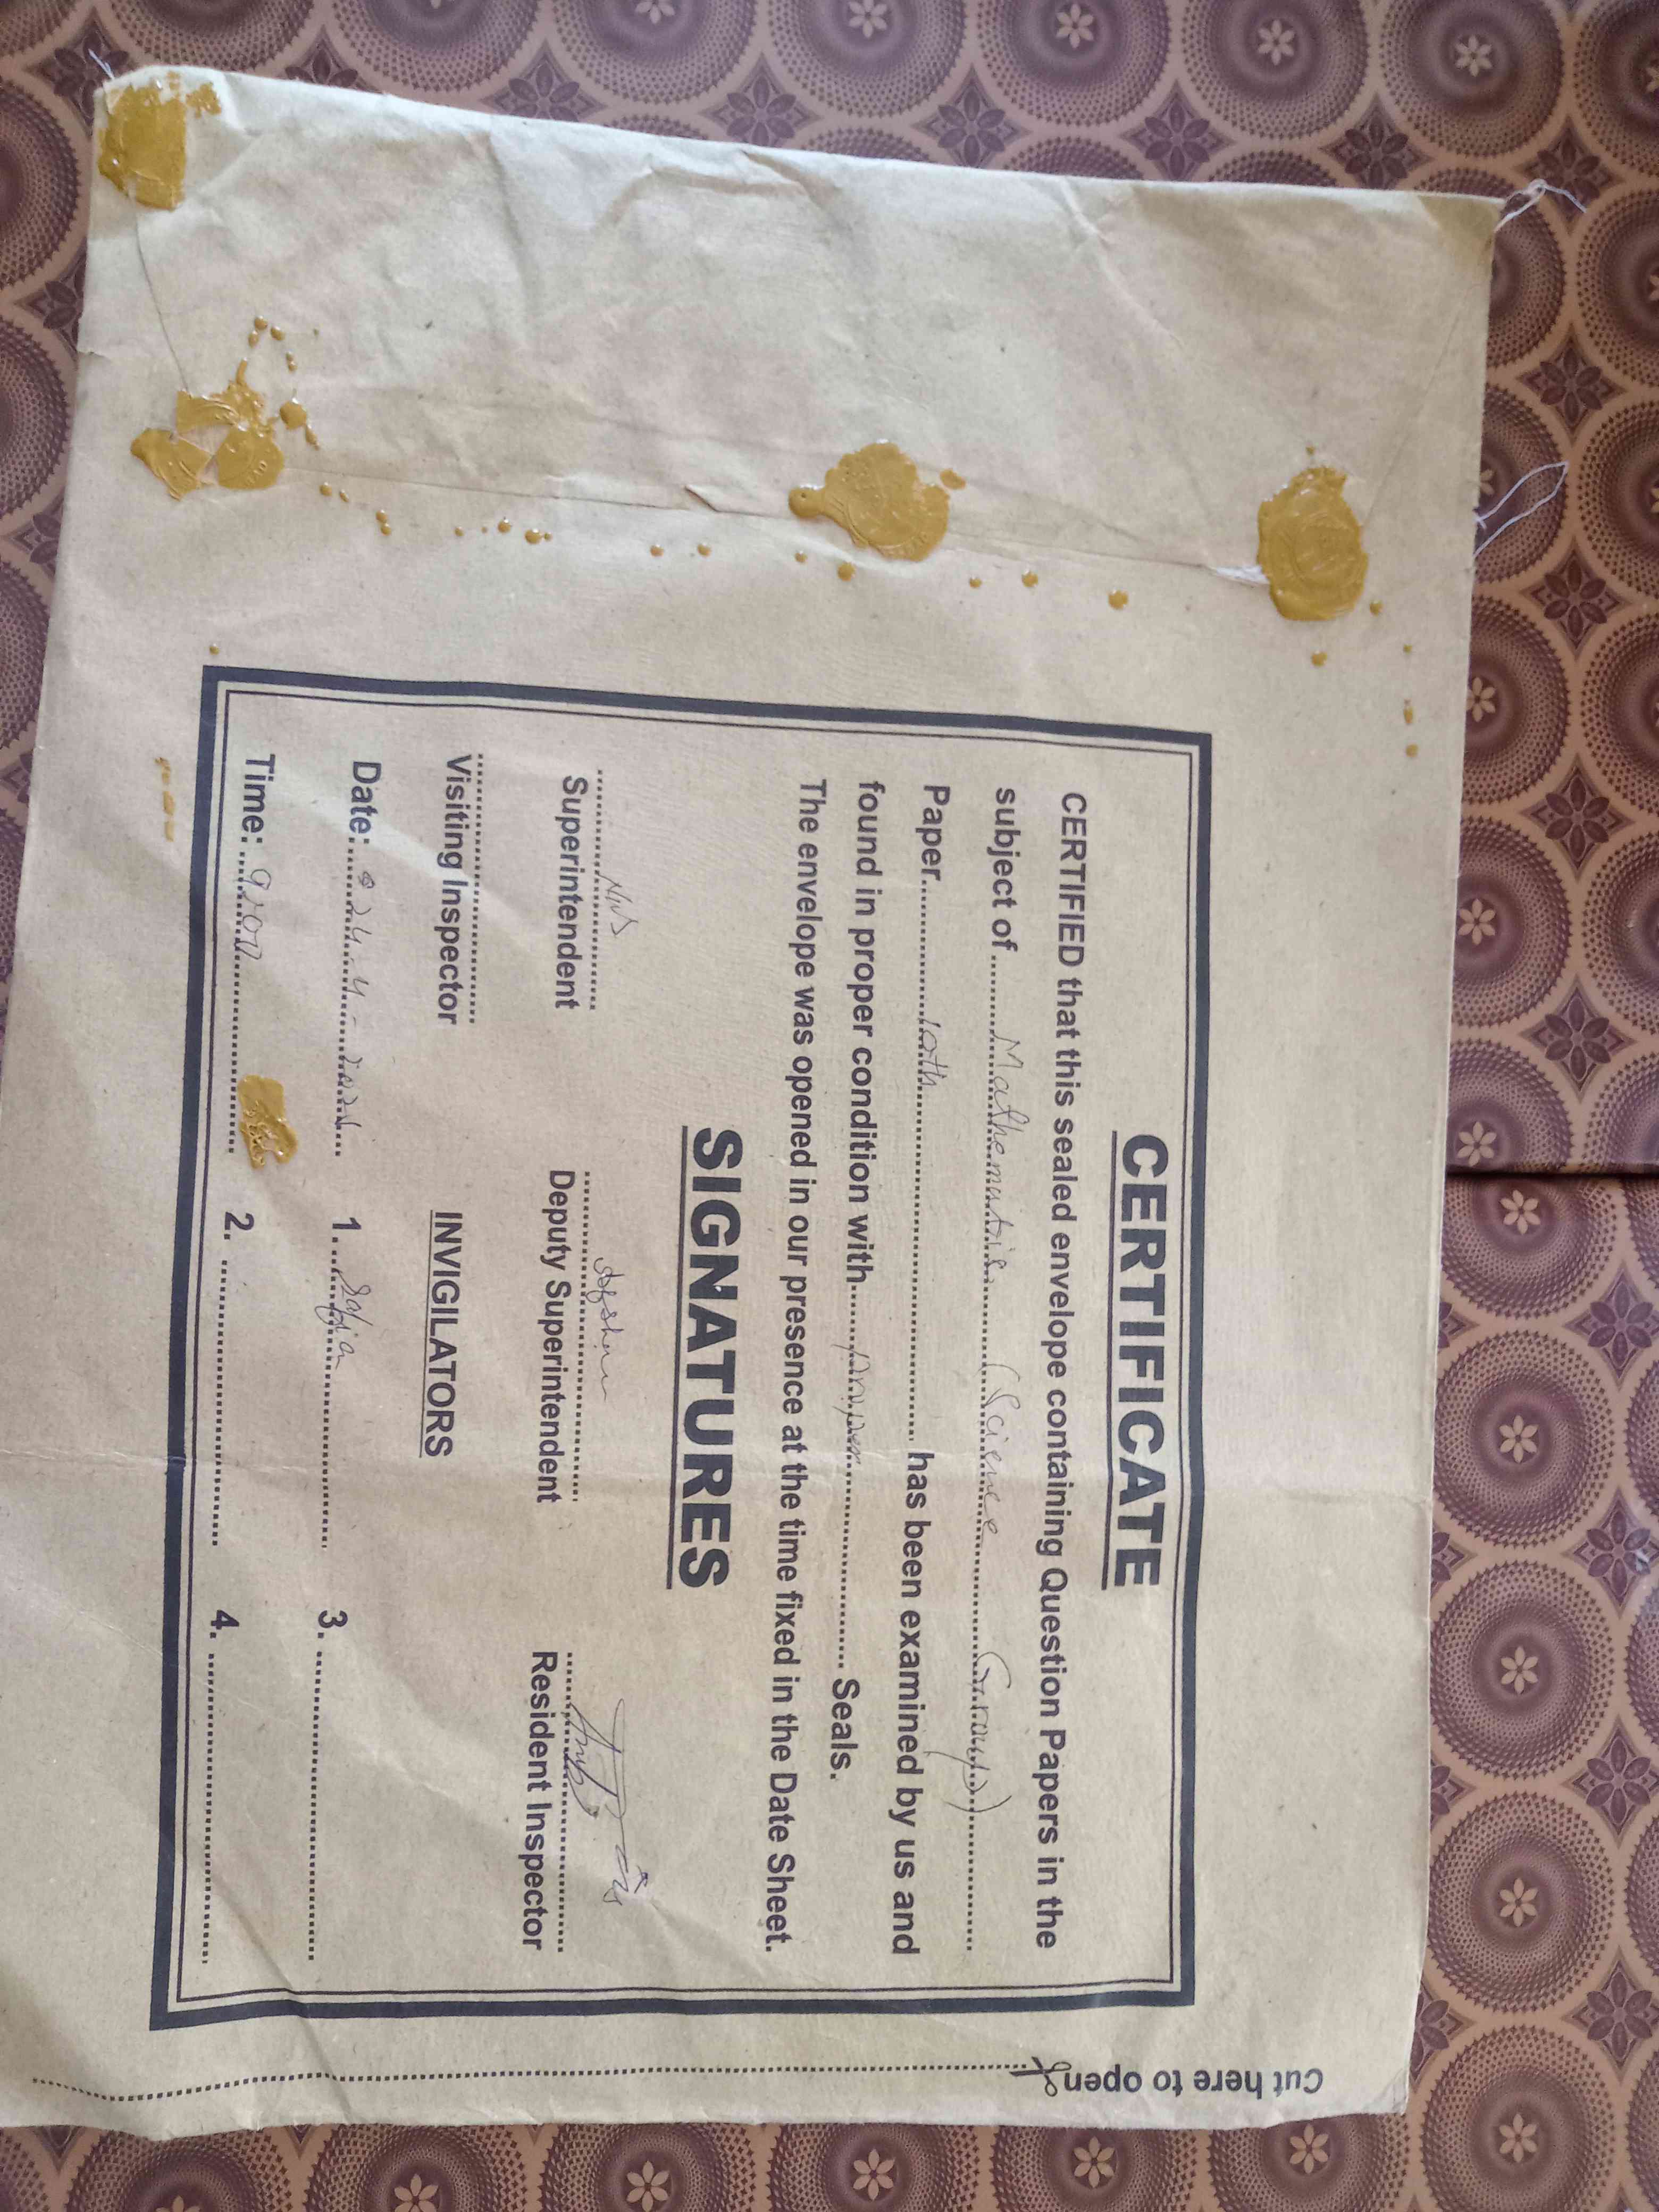 CERTIFICATE
CERTIFIED that this sealed envelope containing Question Papers in the
subject of ........ Mathematics (Science Group) ........
Paper........ 10th ........ has been examined by us and
found in proper condition with........ proper ........ Seals.
The envelope was opened in our presence at the time fixed in the Date Sheet.
SIGNATURES
Superintendent Deputy Superintendent Resident Inspector
Visiting Inspector INVIGILATORS
Date: 24-4- 1. Safia 3.
Time: 9:00 2. 4.
Cut here to open